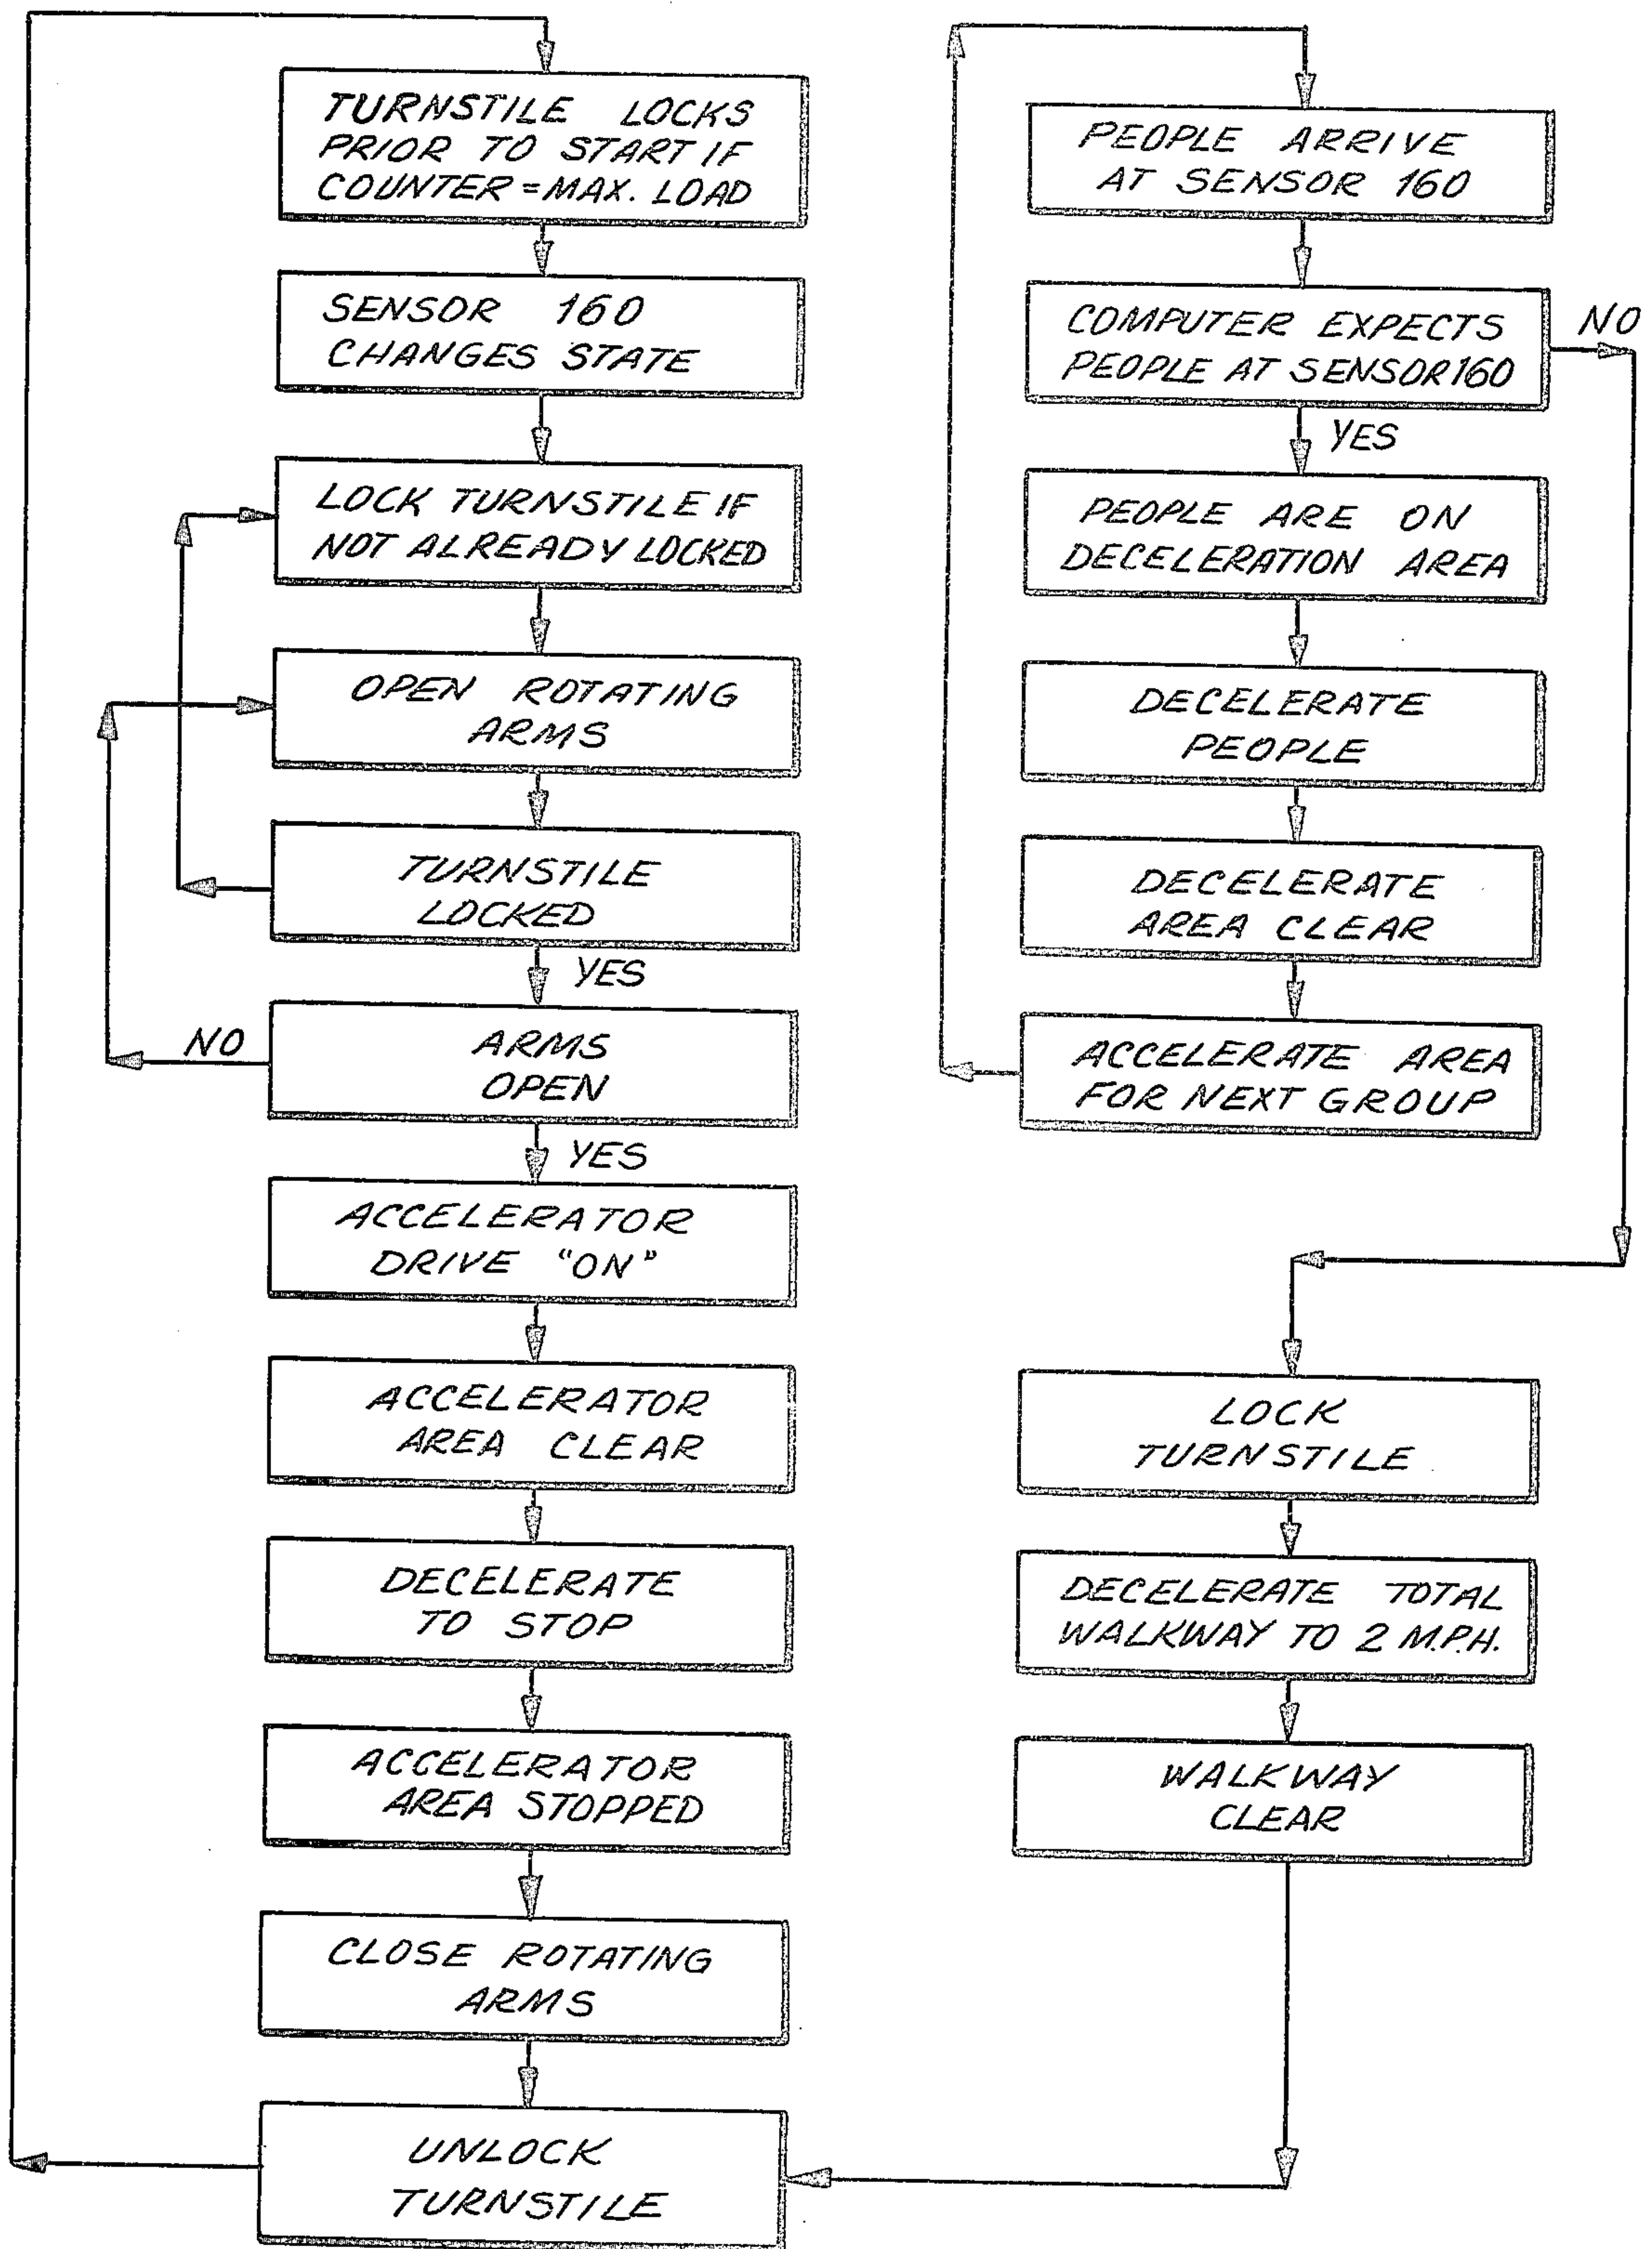 TURNSTILE LOCKS
PRIOR TO START IF
COUNTER = MAX. LOAD
SENSOR 160
CHANGES STATE
LOCK TURNSTILE IF
NOT ALREADY LOCKED
OPEN ROTATING
ARMS
TURNSTILE
LOCKED
YES
NO
ARMS
OPEN
YES
ACCELERATOR
DRIVE "ON"
ACCELERATOR
AREA CLEAR
DECELERATE
TO STOP
ACCELERATOR
AREA STOPPED
CLOSE ROTATING
ARMS
UNLOCK
TURNSTILE
PEOPLE ARRIVE
AT SENSOR 160
COMPUTER EXPECTS
PEOPLE AT SENSOR 160
NO
YES
PEOPLE ARE ON
DECELERATION AREA
DECELERATE
PEOPLE
DECELERATE
AREA CLEAR
ACCELERATE AREA
FOR NEXT GROUP
LOCK
TURNSTILE
DECELERATE TOTAL
WALKWAY TO 2 M.P.H.
WALKWAY
CLEAR